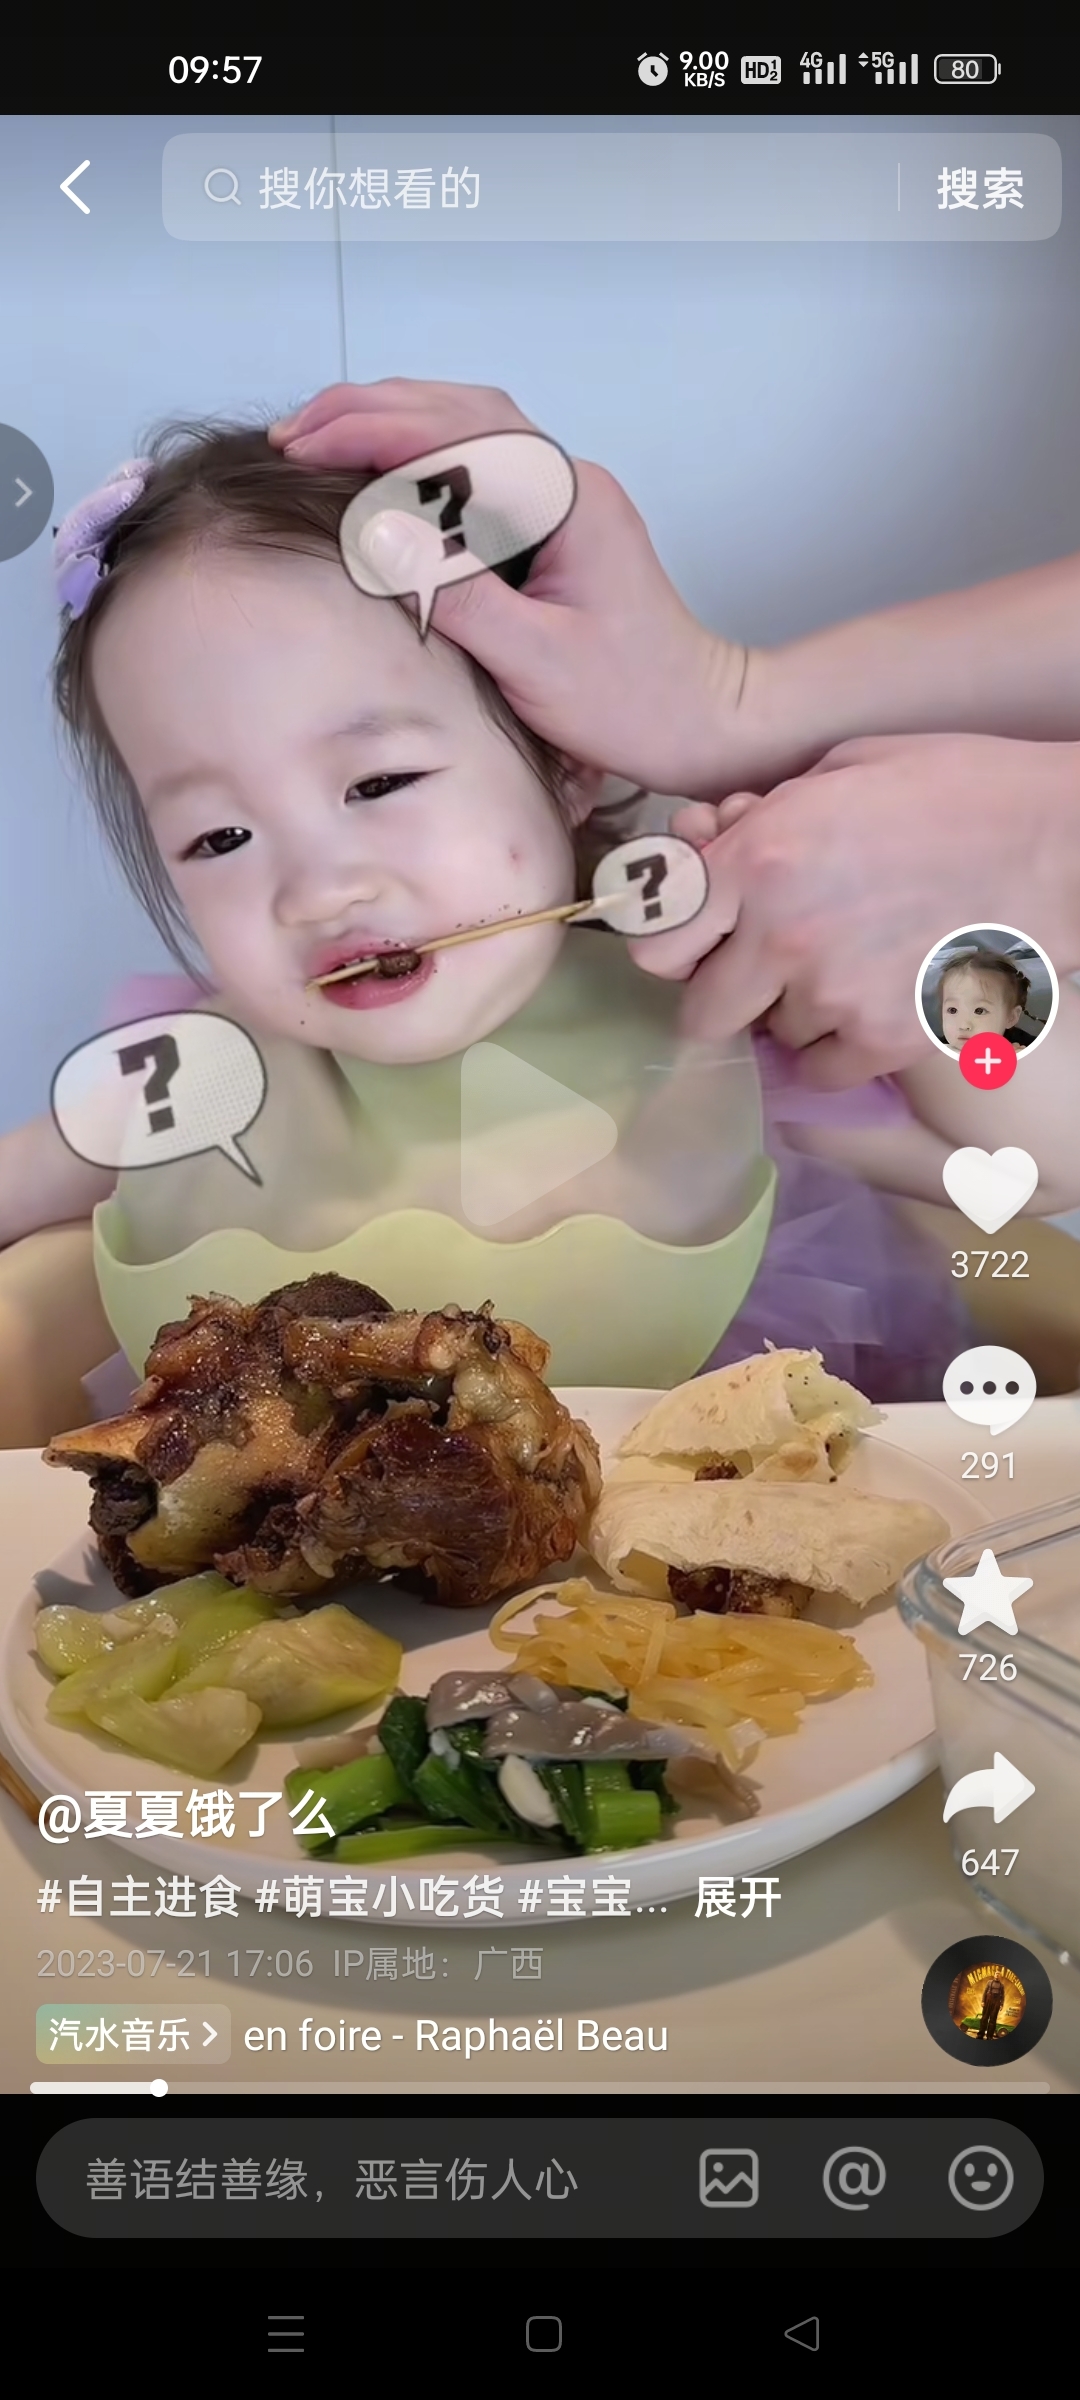 09:57
9.00 KB/S HD 1 2 4G 5G 80
搜你想看的 搜索
?
?
?
3722
291
726
647
@夏夏饿了么
#自主进食 #萌宝小吃货 #宝宝... 展开
2023-07-21 17:06 IP属地：广西
汽水音乐 en foire - Raphaël Beau
善语结善缘，恶言伤人心